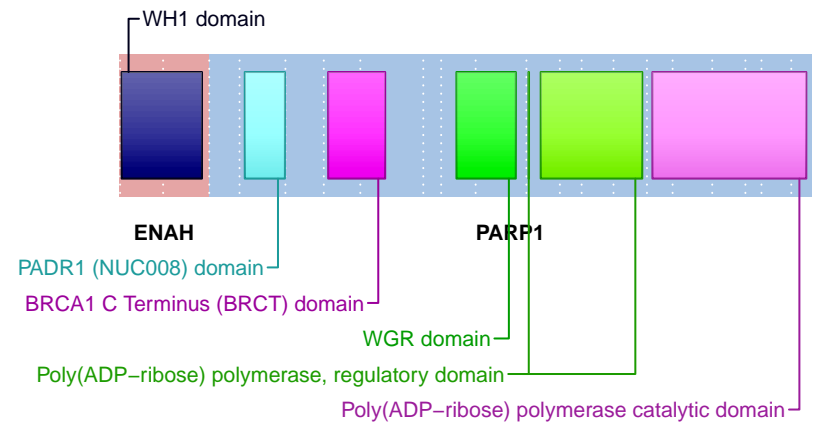 WH1 domain
ENAH PARP1
PADR1 (NUC008) domain
BRCA1 C Terminus (BRCT) domain
WGR domain
Poly(ADP−ribose) polymerase, regulatory domain
Poly(ADP−ribose) polymerase catalytic domain